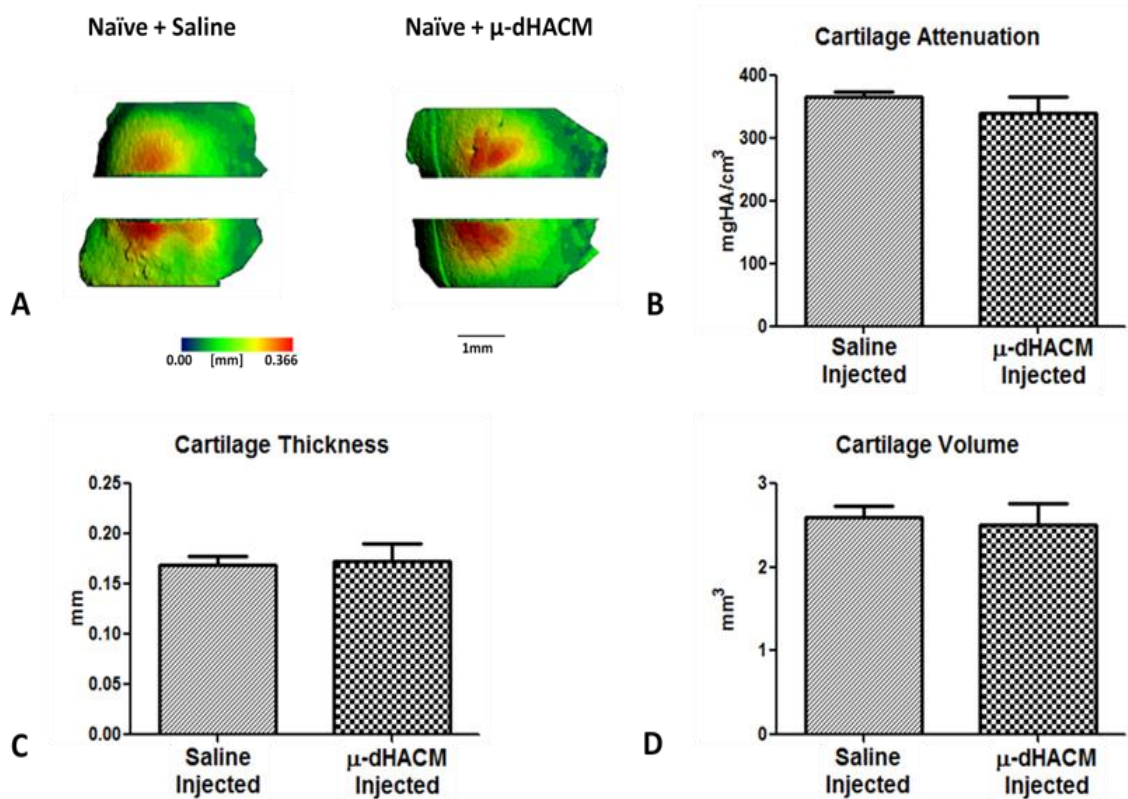 Naïve + Saline
Naïve + μ-dHACM
A
0.00 [mm] 0.366
1mm
Cartilage Attenuation
400
300
200
100
0
mgHA/cm³
Saline
Injected
μ-dHACM
Injected
B
Cartilage Thickness
0.25
0.20
0.15
0.10
0.05
0.00
mm
Saline
Injected
μ-dHACM
Injected
C
Cartilage Volume
3
2
1
0
mm³
Saline
Injected
μ-dHACM
Injected
D